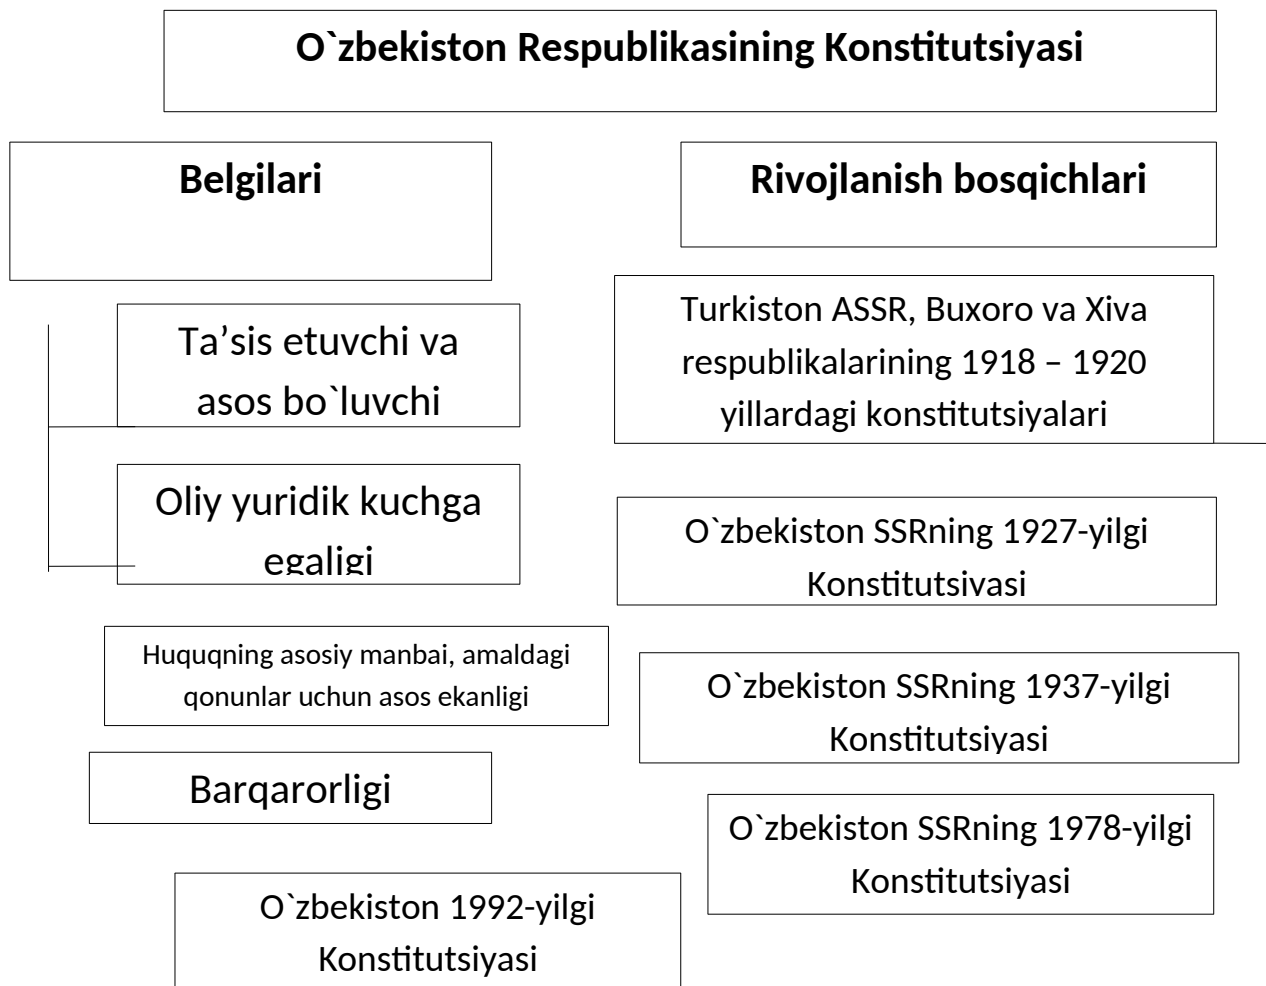 O`zbekiston Respublikasining Konstitutsiyasi
Belgilari
Ta’sis etuvchi va
asos bo`luvchi
Oliy yuridik kuchga
egaligi
Huquqning asosiy manbai, amaldagi
qonunlar uchun asos ekanligi
Barqarorligi
Rivojlanish bosqichlari
Turkiston ASSR, Buxoro va Xiva
respublikalarining 1918 – 1920
yillardagi konstitutsiyalari
O`zbekiston SSRning 1927-yilgi
Konstitutsiyasi
O`zbekiston SSRning 1937-yilgi
Konstitutsiyasi
O`zbekiston SSRning 1978-yilgi
Konstitutsiyasi
O`zbekiston 1992-yilgi
Konstitutsiyasi